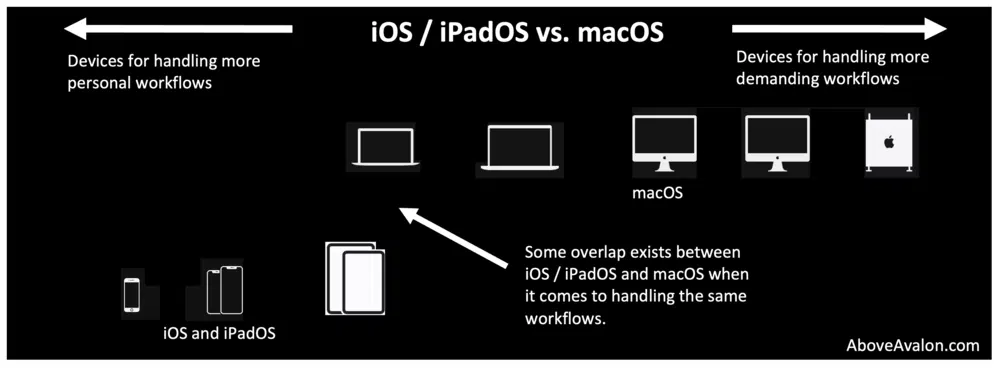 iOS / iPadOS vs. macOS
Devices for handling more
personal workflows
Devices for handling more
demanding workflows
macOS
Some overlap exists between
iOS / iPadOS and macOS when
it comes to handling the same
workflows.
iOS and iPadOS
AboveAvalon.com